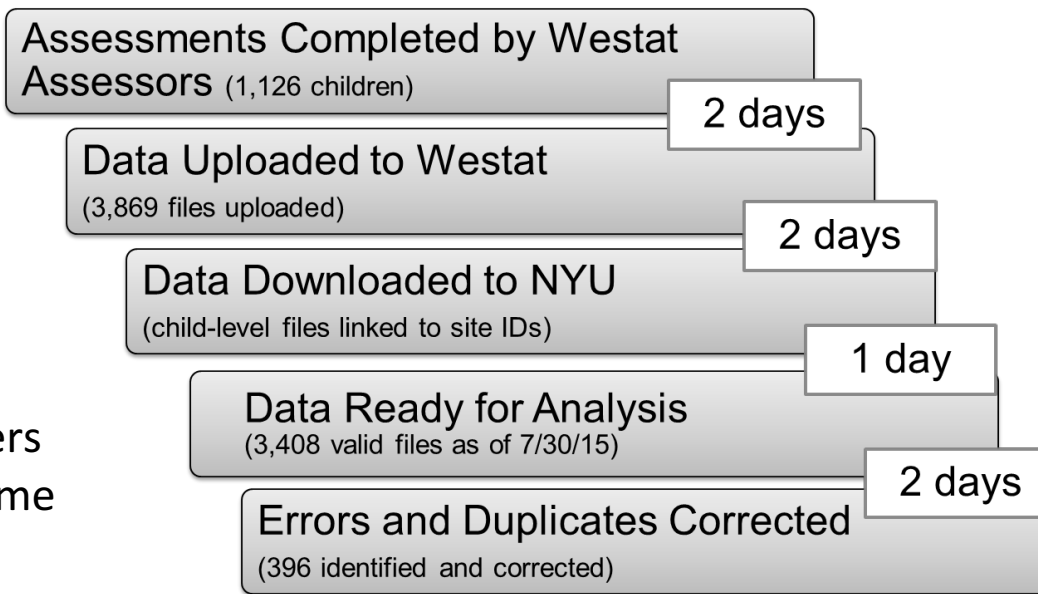 Assessments Completed by Westat
Assessors (1,126 children)
2 days
Data Uploaded to Westat
(3,869 files uploaded)
2 days
Data Downloaded to NYU
(child-level files linked to site IDs)
1 day
Data Ready for Analysis
(3,408 valid files as of 7/30/15)
2 days
Errors and Duplicates Corrected
(396 identified and corrected)